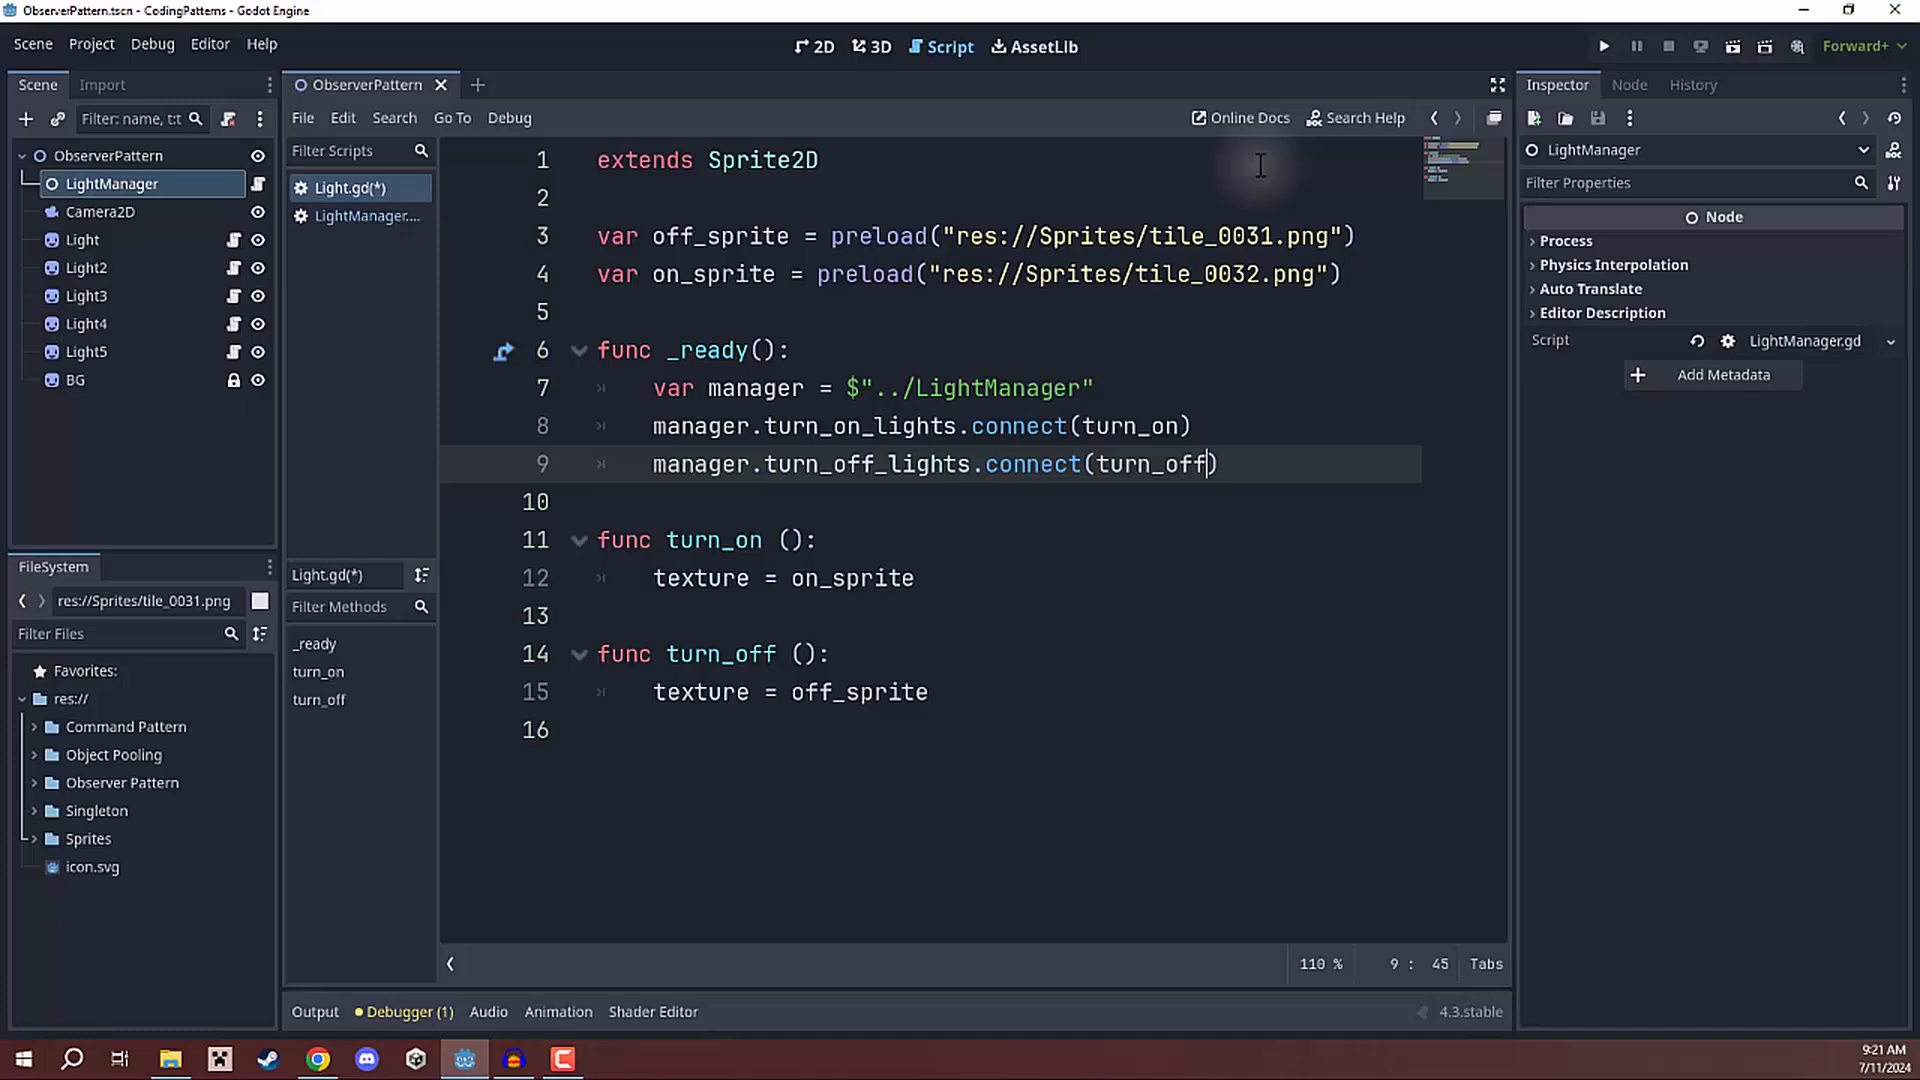 ObserverPattern.tscn - CodingPatterns - Godot Engine
Scene Project Debug Editor Help
2D 3D Script AssetLib
Forward+
Scene Import
ObserverPattern
Inspector Node History
Filter: name, t:t
File Edit Search Go To Debug
Online Docs Search Help
ObserverPattern
LightManager
Camera2D
Light
Light2
Light3
Light4
Light5
BG
Filter Scripts
Light.gd(*)
LightManager....
Light.gd(*)
Filter Methods
_ready
turn_on
turn_off
1 extends Sprite2D
2
3 var off_sprite = preload("res://Sprites/tile_0031.png")
4 var on_sprite = preload("res://Sprites/tile_0032.png")
5
6 func _ready():
7 var manager = $"../LightManager"
8 manager.turn_on_lights.connect(turn_on)
9 manager.turn_off_lights.connect(turn_off)
10
11 func turn_on ():
12 texture = on_sprite
13
14 func turn_off ():
15 texture = off_sprite
16
110 % 9 : 45 Tabs
LightManager
Filter Properties
Node
Process
Physics Interpolation
Auto Translate
Editor Description
Script LightManager.gd
Add Metadata
FileSystem
res://Sprites/tile_0031.png
Filter Files
Favorites:
res://
Command Pattern
Object Pooling
Observer Pattern
Singleton
Sprites
icon.svg
Output Debugger (1) Audio Animation Shader Editor
4.3.stable
9:21 AM
7/11/2024